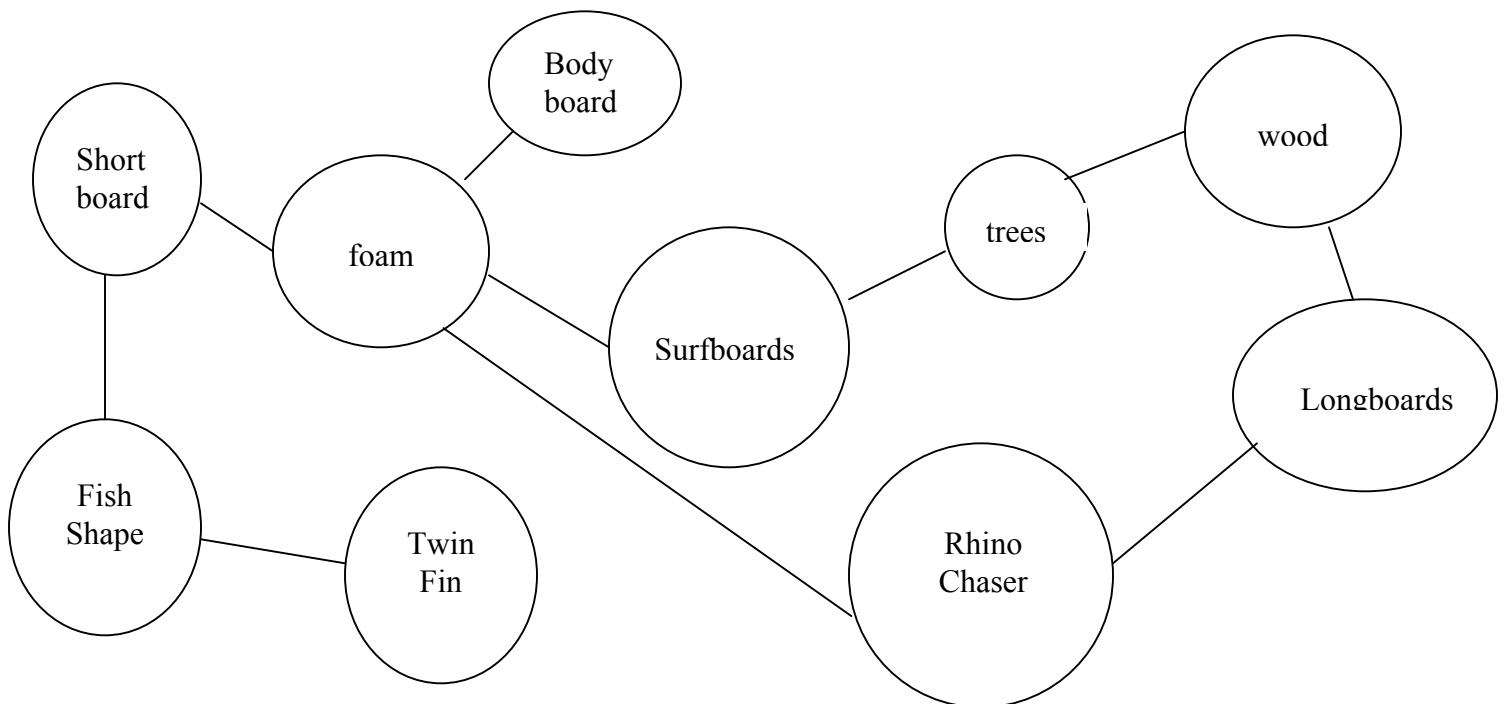 Body
board
wood
Short
board
trees
foam
Surfboards
Longboards
Fish
Shape
Twin
Fin
Rhino
Chaser